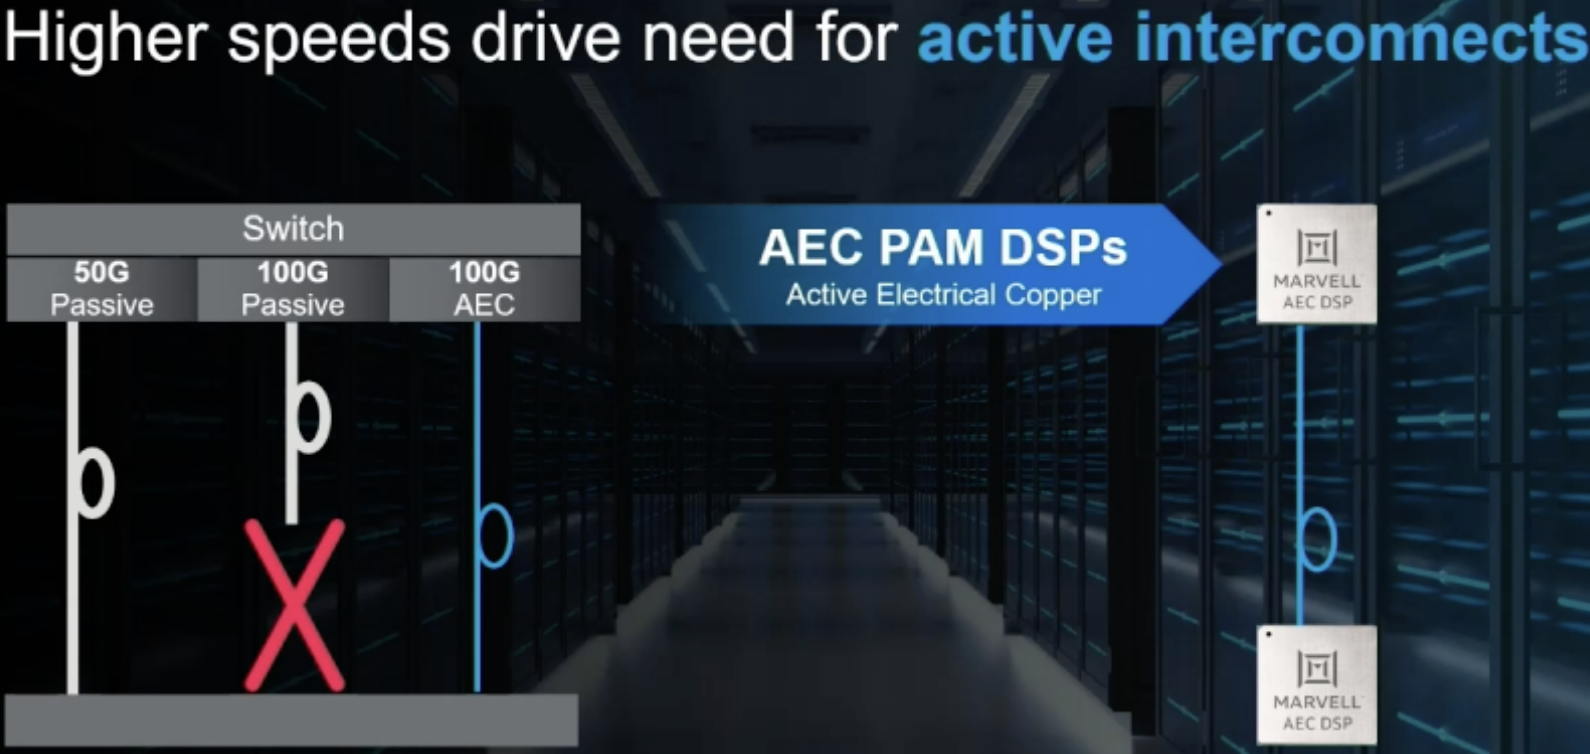 Higher speeds drive need for active interconnects
Switch
50G
Passive
100G
Passive
100G
AEC
AEC PAM DSPs
Active Electrical Copper
MARVELL
AEC DSP
MARVELL
AEC DSP